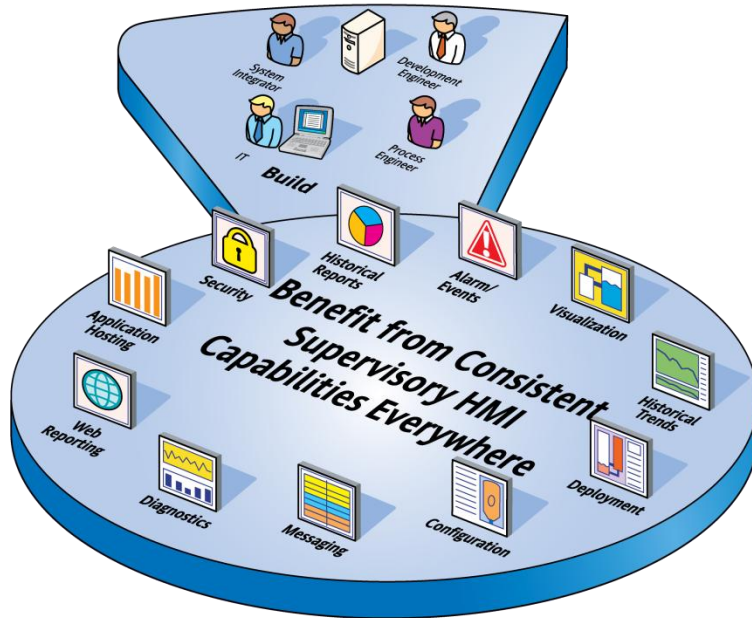 System
Integrator
Development
Engineer
IT
Process
Engineer
Build
Security
Historical
Reports
Alarm/
Events
Visualization
Application
Hosting
Benefit from Consistent
Supervisory HMI
Capabilities Everywhere
Historical
Trends
Web
Reporting
Deployment
Diagnostics
Messaging
Configuration